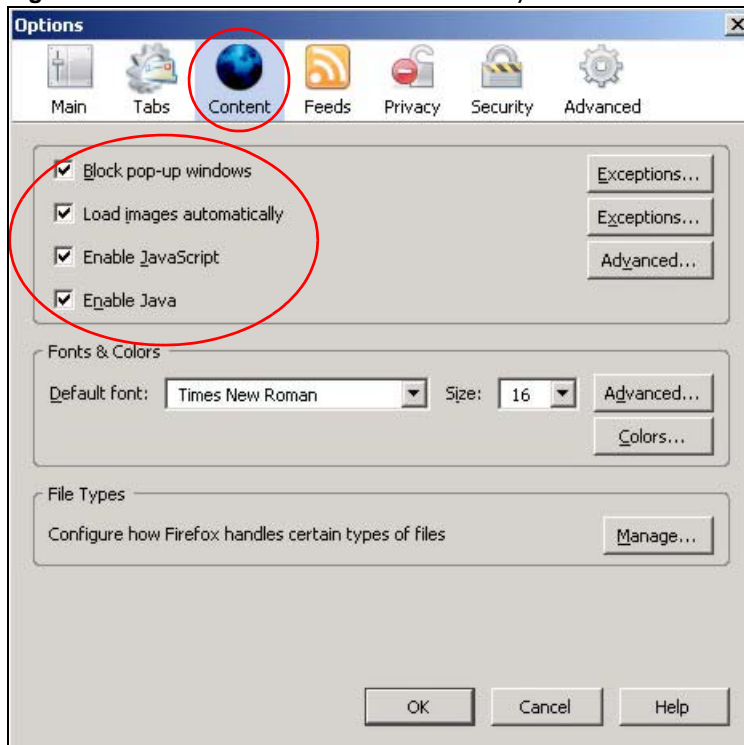 Options
Main Tabs Content Feeds Privacy Security Advanced
Block pop-up windows Exceptions...
Load images automatically Exceptions...
Enable JavaScript Advanced...
Enable Java
Fonts & Colors
Default font: Times New Roman Size: 16 Advanced...
Colors...
File Types
Configure how Firefox handles certain types of files Manage...
OK Cancel Help